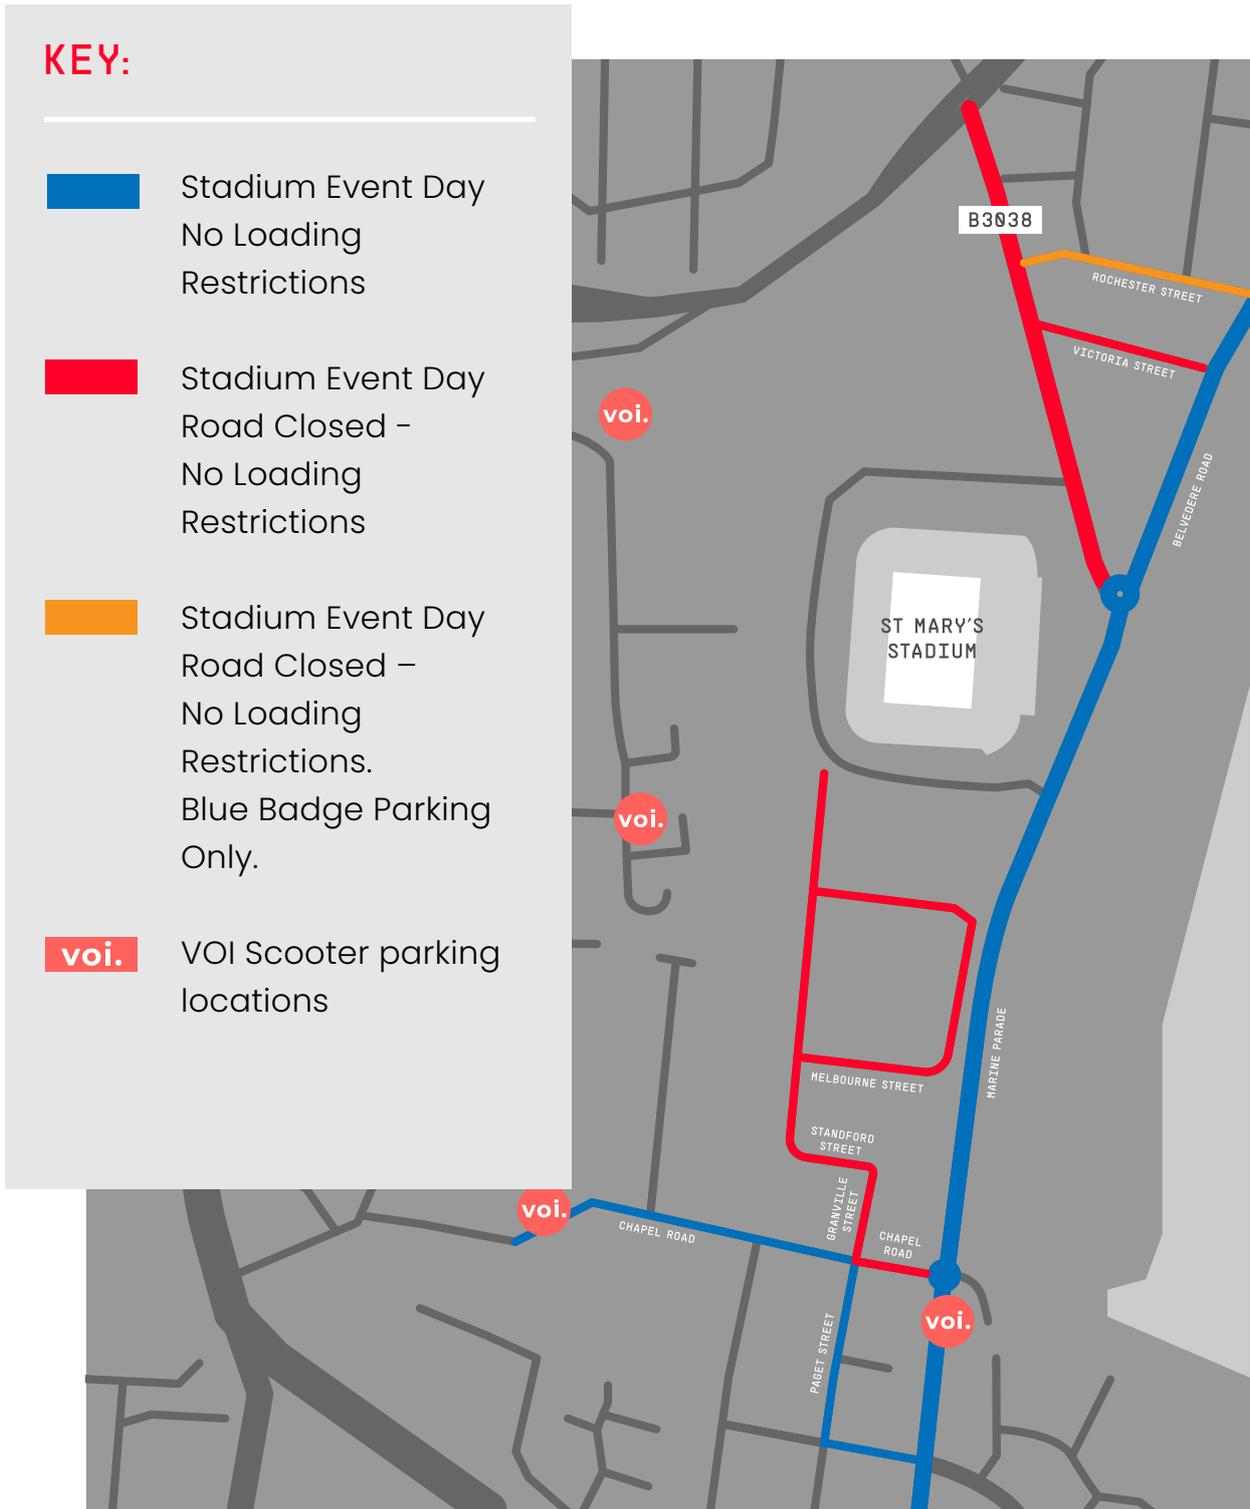 KEY:
Stadium Event Day
No Loading
Restrictions
Stadium Event Day
Road Closed -
No Loading
Restrictions
Stadium Event Day
Road Closed –
No Loading
Restrictions.
Blue Badge Parking
Only.
voi.
VOI Scooter parking
locations
B3038
ROCHESTER STREET
VICTORIA STREET
voi.
BELVEDERE ROAD
ST MARY'S
STADIUM
voi.
MARINE PARADE
MELBOURNE STREET
STANDFORD
STREET
GRANVILLE
STREET
voi.
CHAPEL ROAD
CHAPEL
ROAD
voi.
PAGET STREET